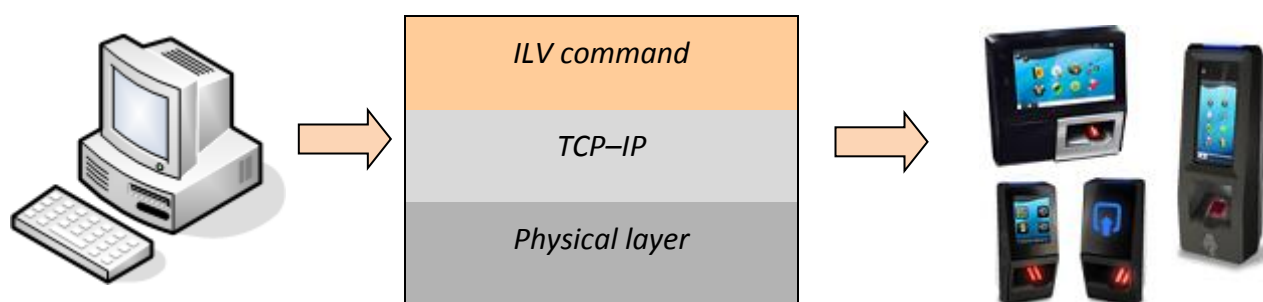 ILV command
TCP–IP
Physical layer